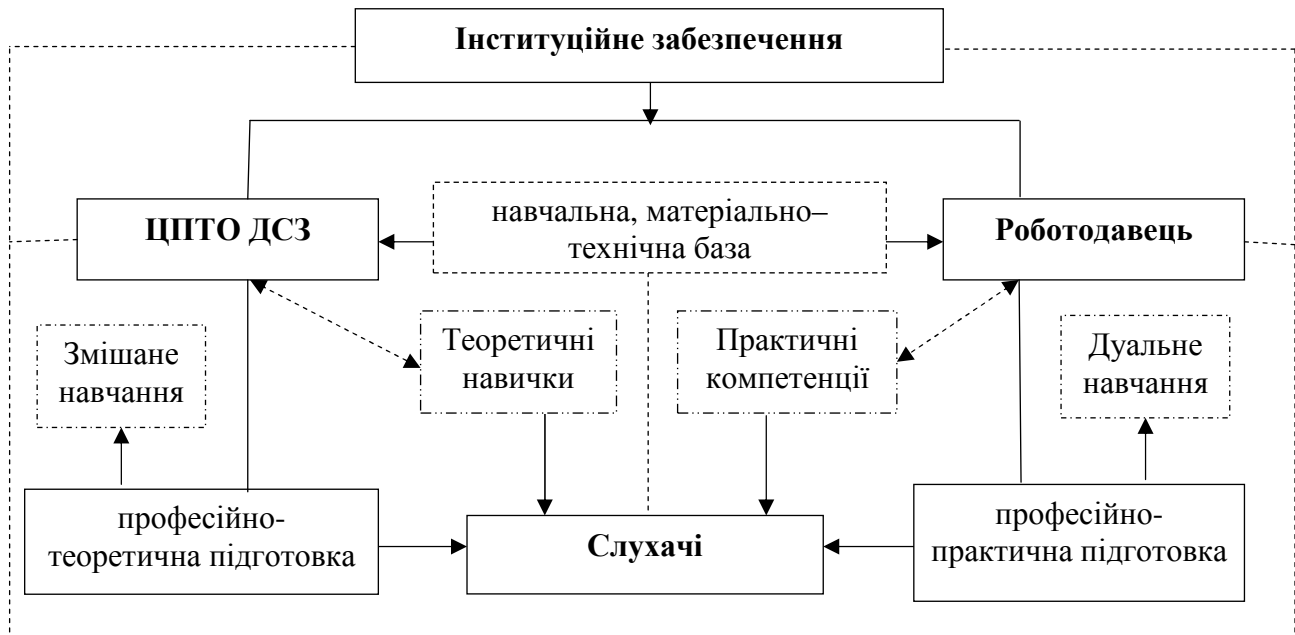 Інституційне забезпечення
ЦПТО ДСЗ
навчальна, матеріально–
технічна база
Роботодавець
Змішане
навчання
Теоретичні
навички
Практичні
компетенції
Дуальне
навчання
професійно-
теоретична підготовка
Слухачі
професійно-
практична підготовка